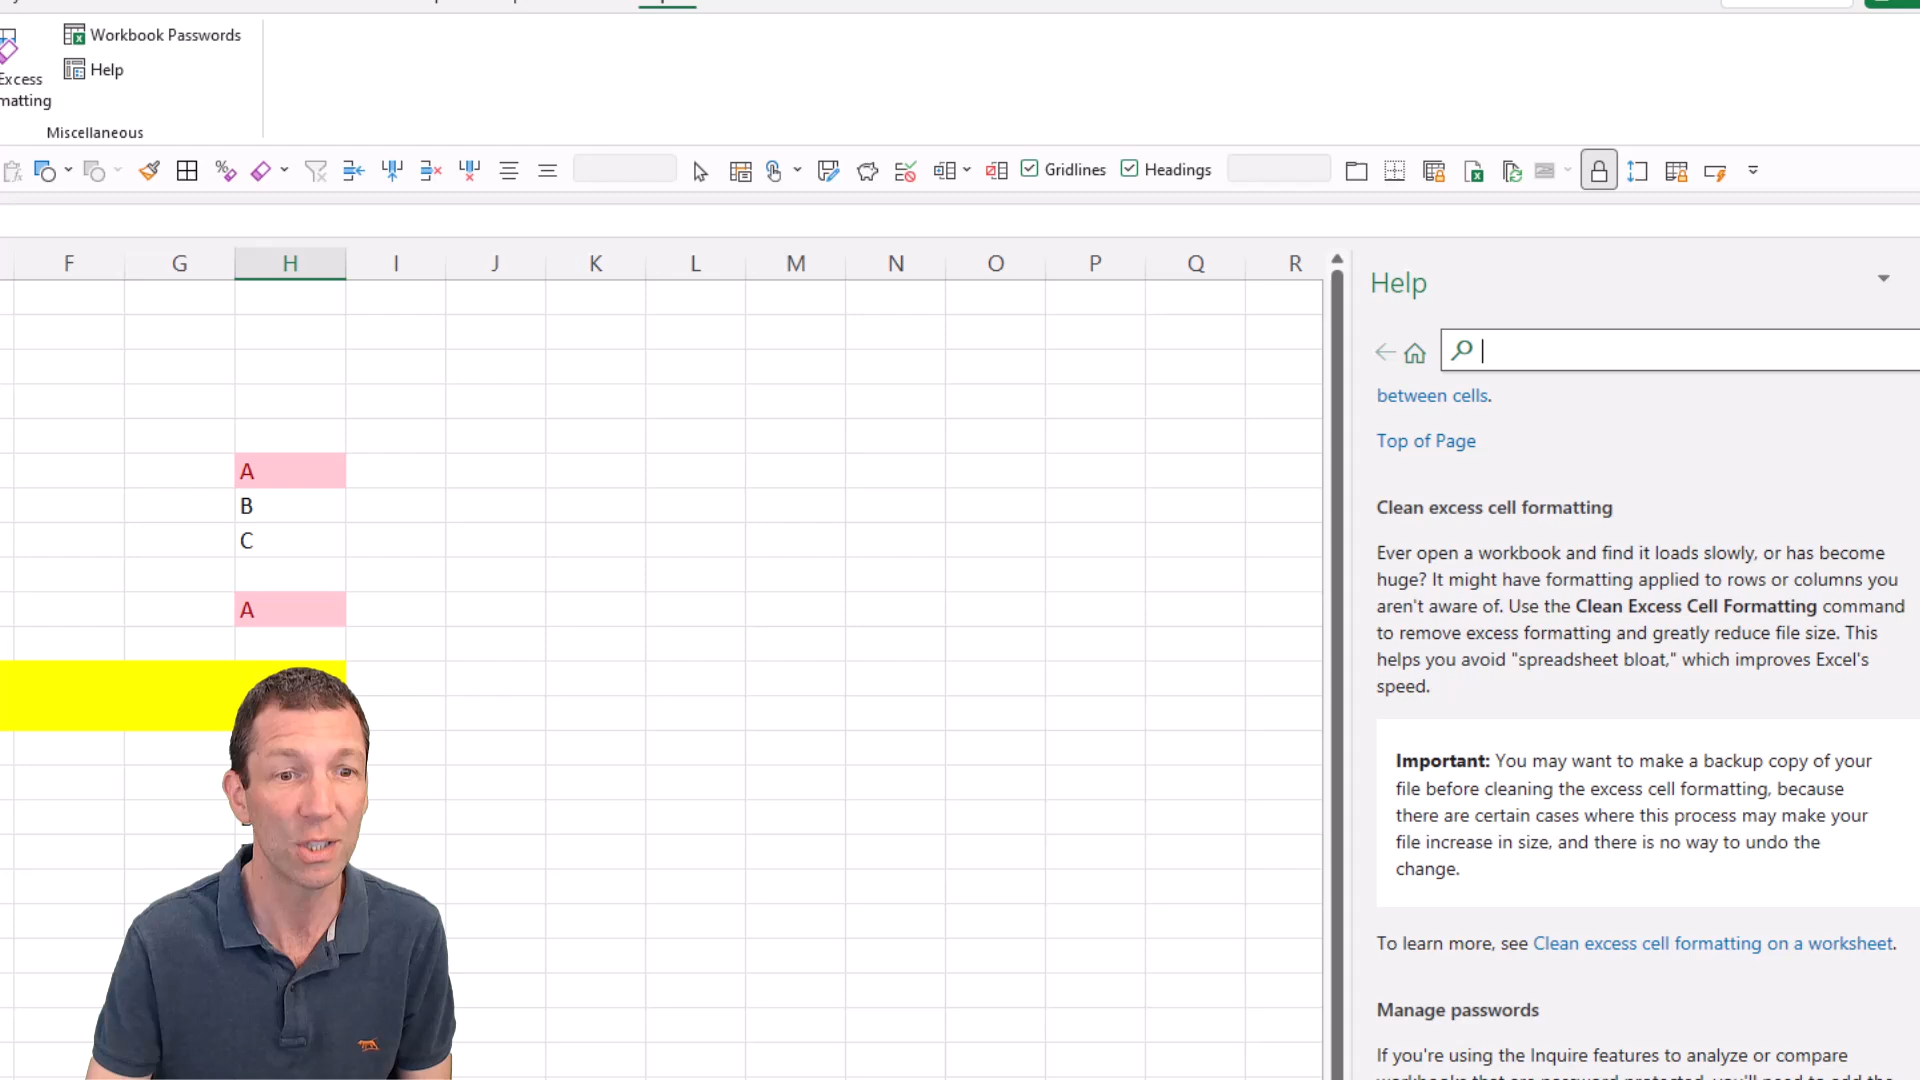 Workbook Passwords
Excess
Help
matting
Miscellaneous
Gridlines
Headings
F G H I J K L M N O P Q R
Help
between cells.
Top of Page
A
B
C
A
Clean excess cell formatting
Ever open a workbook and find it loads slowly, or has become
huge? It might have formatting applied to rows or columns you
aren't aware of. Use the Clean Excess Cell Formatting command
to remove excess formatting and greatly reduce file size. This
helps you avoid "spreadsheet bloat," which improves Excel's
speed.
Important: You may want to make a backup copy of your
file before cleaning the excess cell formatting, because
there are certain cases where this process may make your
file increase in size, and there is no way to undo the
change.
To learn more, see Clean excess cell formatting on a worksheet.
Manage passwords
If you're using the Inquire features to analyze or compare